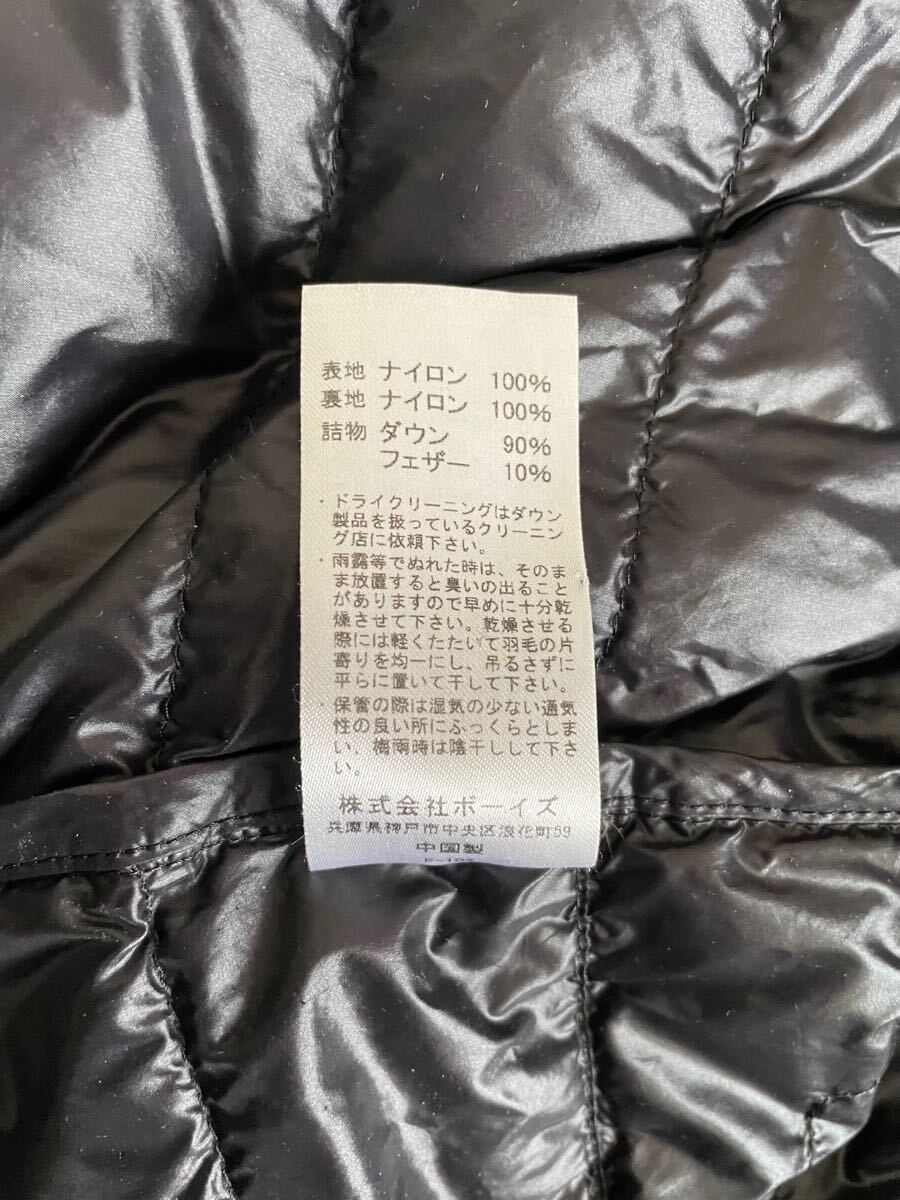 表地 ナイロン 100%
裏地 ナイロン 100%
詰物 ダウン 90%
フェザー 10%
・ドライクリーニングはダウン
製品を扱っているクリーニン
グ店に依頼下さい。
・雨露等でぬれた時は、そのま
ま放置すると臭いの出ること
がありますので早めに十分乾
燥させて下さい。乾燥させる
際には軽くたたいて羽毛の片
寄りを均一にし、吊るさずに
平らに置いて干して下さい。
・保管の際は湿気の少ない通気
性の良い所にふっくらとしま
い、梅雨時は陰干しして下さ
い。
株式会社ボーイズ
兵庫県神戸市中央区浪花町59
中国製